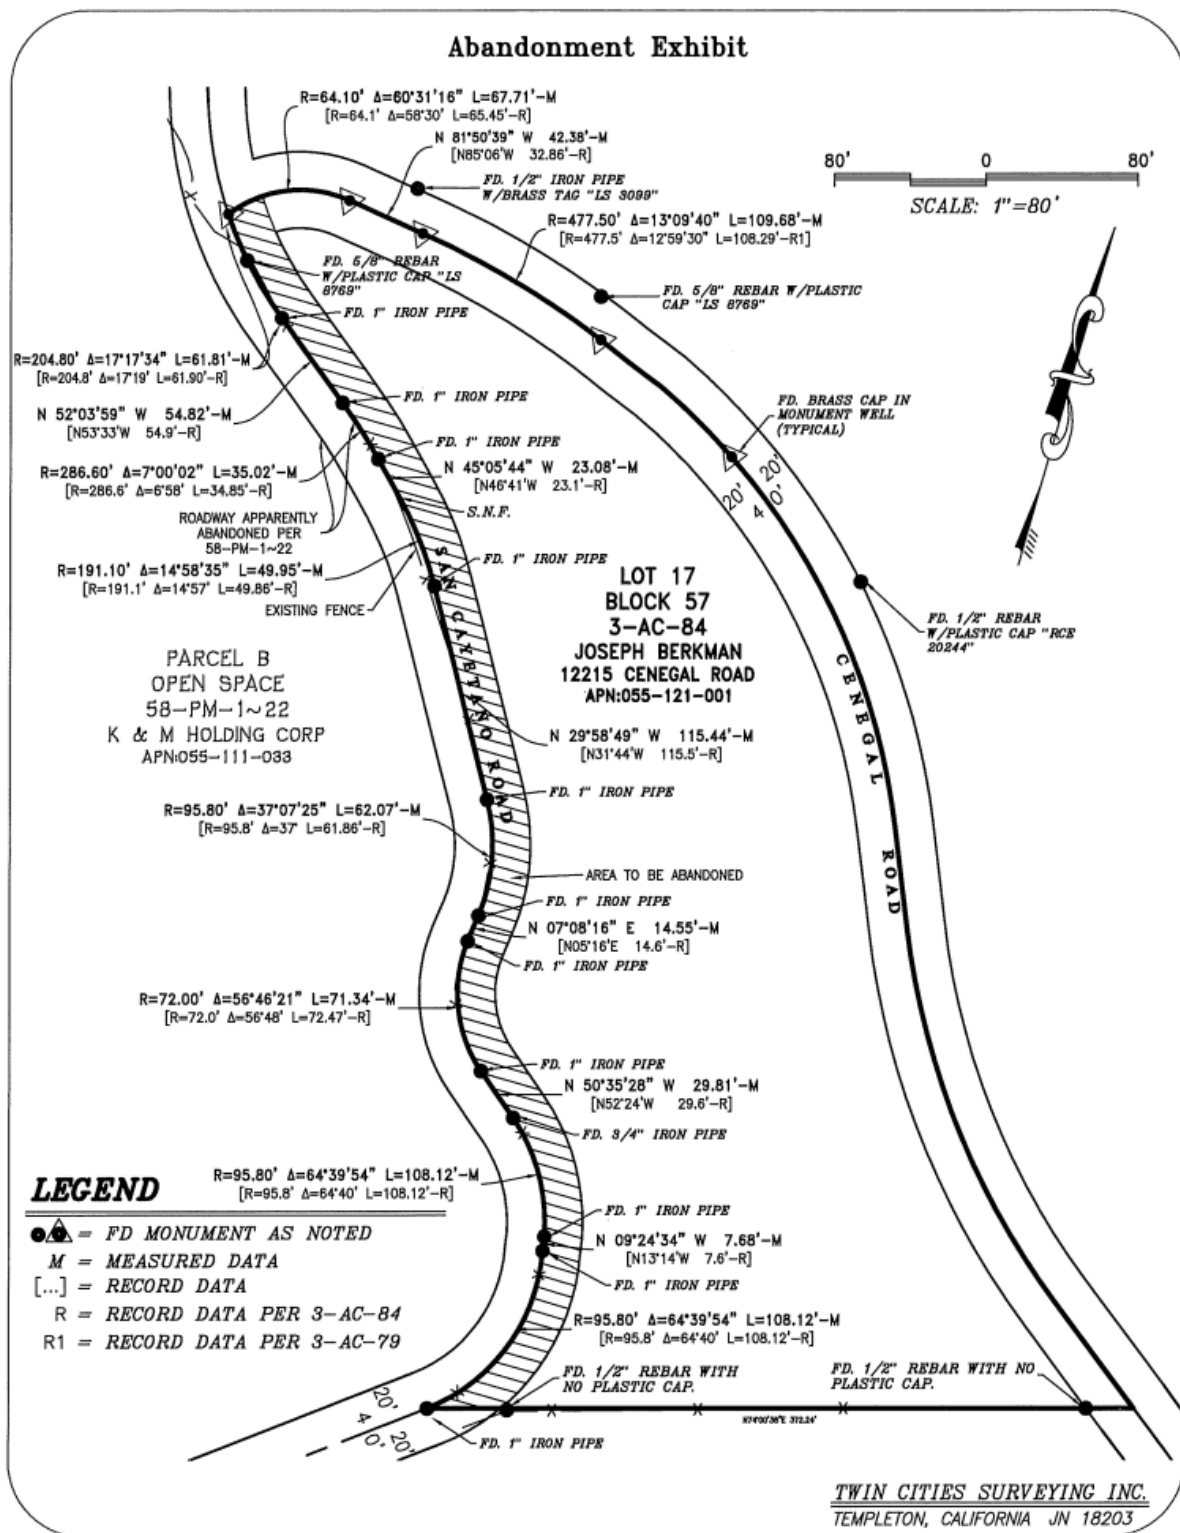 Abandonment Exhibit
R=64.10' Δ=60°31'16" L=67.71'-M
[R=64.1' Δ=58°30' L=65.45'-R]
N 81°50'39" W 42.38'-M
[N85°06'W 32.86'-R]
FD. 1/2" IRON PIPE
W/BRASS TAG "LS 3099"
R=477.50' Δ=13°09'40" L=109.68'-M
[R=477.5' Δ=12°59'30" L=108.29'-R1]
80' 0 80'
SCALE: 1"=80'
FD. 5/8" REBAR
W/PLASTIC CAP "LS
8769"
FD. 5/8" REBAR W/PLASTIC
CAP "LS 8769"
FD. 1" IRON PIPE
R=204.80' Δ=17°17'34" L=61.81'-M
[R=204.8' Δ=17°19' L=61.90'-R]
FD. 1" IRON PIPE
N 52°03'59" W 54.82'-M
[N53°33'W 54.9'-R]
FD. BRASS CAP IN
MONUMENT WELL
(TYPICAL)
FD. 1" IRON PIPE
N 45°05'44" W 23.08'-M
[N46°41'W 23.1'-R]
R=286.60' Δ=7°00'02" L=35.02'-M
[R=286.6' Δ=6°58' L=34.85'-R]
20'
20'
40'
S.N.F.
ROADWAY APPARENTLY
ABANDONED PER
58-PM-1~22
FD. 1" IRON PIPE
R=191.10' Δ=14°58'35" L=49.95'-M
[R=191.1' Δ=14°57' L=49.86'-R]
EXISTING FENCE
SAN CAYETANO ROAD
LOT 17
BLOCK 57
3-AC-84
JOSEPH BERKMAN
12215 CENEGAL ROAD
APN:055-121-001
FD. 1/2" REBAR
W/PLASTIC CAP "RCE
20244"
CENEGAL ROAD
PARCEL B
OPEN SPACE
58-PM-1~22
K & M HOLDING CORP
APN:055-111-033
N 29°58'49" W 115.44'-M
[N31°44'W 115.5'-R]
FD. 1" IRON PIPE
R=95.80' Δ=37°07'25" L=62.07'-M
[R=95.8' Δ=37° L=61.86'-R]
AREA TO BE ABANDONED
FD. 1" IRON PIPE
N 07°08'16" E 14.55'-M
[N05°16'E 14.6'-R]
FD. 1" IRON PIPE
R=72.00' Δ=56°46'21" L=71.34'-M
[R=72.0' Δ=56°48' L=72.47'-R]
FD. 1" IRON PIPE
N 50°35'28" W 29.81'-M
[N52°24'W 29.6'-R]
FD. 3/4" IRON PIPE
R=95.80' Δ=64°39'54" L=108.12'-M
[R=95.8' Δ=64°40' L=108.12'-R]
FD. 1" IRON PIPE
N 09°24'34" W 7.68'-M
[N13°14'W 7.6'-R]
FD. 1" IRON PIPE
LEGEND
= FD MONUMENT AS NOTED
M = MEASURED DATA
[...] = RECORD DATA
R = RECORD DATA PER 3-AC-84
R1 = RECORD DATA PER 3-AC-79
R=95.80' Δ=64°39'54" L=108.12'-M
[R=95.8' Δ=64°40' L=108.12'-R]
FD. 1/2" REBAR WITH
NO PLASTIC CAP.
FD. 1/2" REBAR WITH NO
PLASTIC CAP.
20'
40'
20'
N74°00'36"E 372.24'
FD. 1" IRON PIPE
TWIN CITIES SURVEYING INC.
TEMPLETON, CALIFORNIA JN 18203